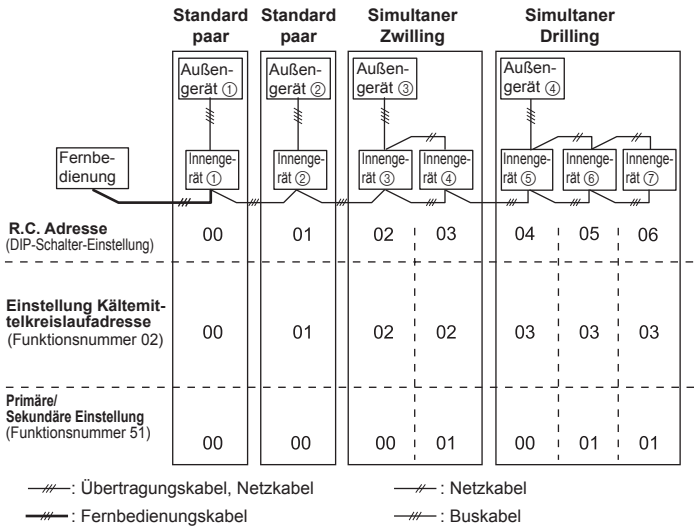 Standard Standard Simultaner Simultaner
paar paar Zwilling Drilling
Außen- Außen- Außen- Außen-
gerät ① gerät ② gerät ③ gerät ④
Fernbe- Innenge- Innenge- Innenge- Innenge- Innenge- Innenge- Innenge-
dienung rät ① rät ② rät ③ rät ④ rät ⑤ rät ⑥ rät ⑦
R.C. Adresse
(DIP-Schalter-Einstellung)
00 01 02 03 04 05 06
Einstellung Kältemit-
telkreislaufadresse
(Funktionsnummer 02)
00 01 02 02 03 03 03
Primäre/
Sekundäre Einstellung
(Funktionsnummer 51)
00 00 00 01 00 01 01
: Übertragungskabel, Netzkabel : Netzkabel
: Fernbedienungskabel : Buskabel